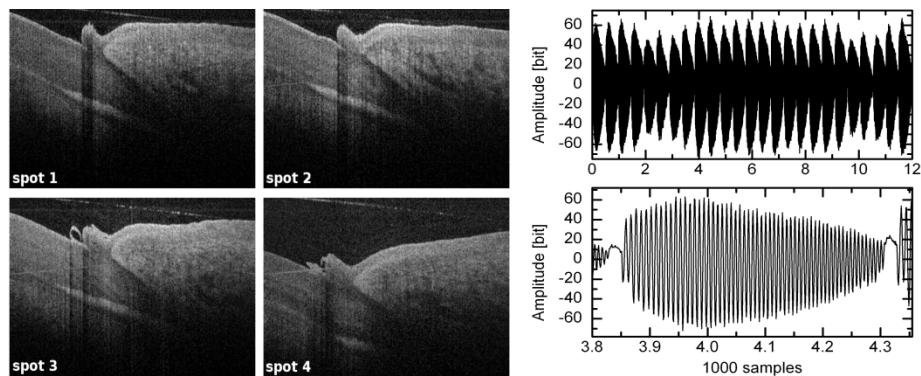 spot 1
spot 2
spot 3
spot 4
Amplitude [bit]
60
40
20
0
-20
-40
-60
0 2 4 6 8 10 12
Amplitude [bit]
60
40
20
0
-20
-40
-60
3.8 3.9 4.0 4.1 4.2 4.3
1000 samples